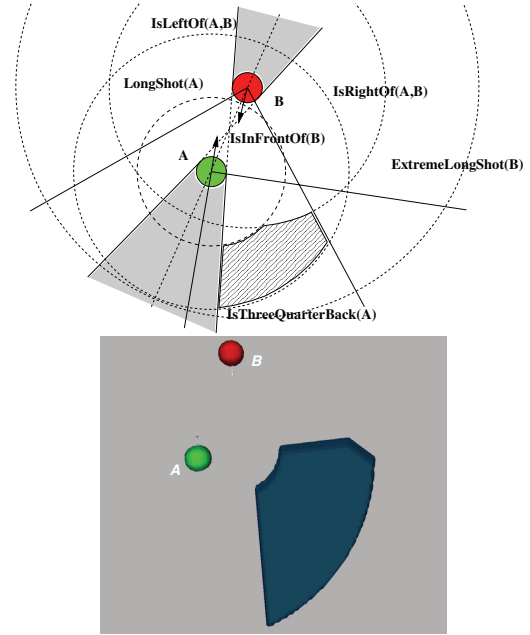 IsLeftOf(A,B)
LongShot(A)
B
IsRightOf(A,B)
IsInFrontOf(B)
A
ExtremeLongShot(B)
IsThreeQuarterBack(A)
B
A